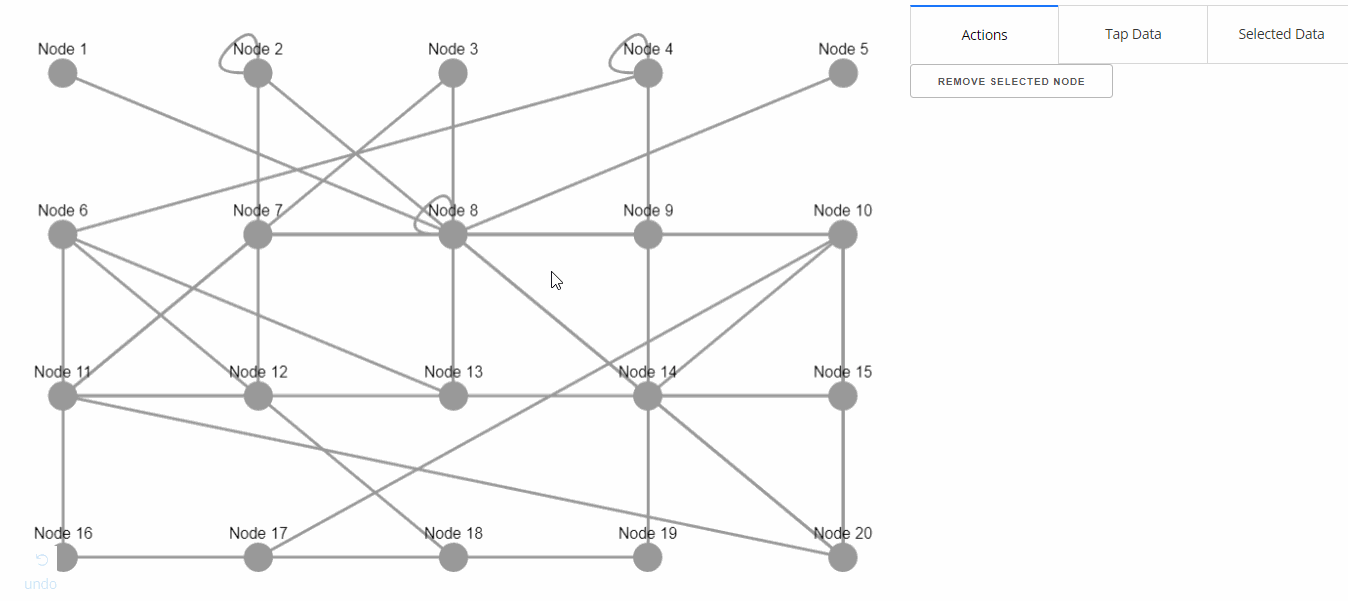 Actions Tap Data Selected Data
REMOVE SELECTED NODE
Node 1 Node 2 Node 3 Node 4 Node 5
Node 6 Node 7 Node 8 Node 9 Node 10
Node 11 Node 12 Node 13 Node 14 Node 15
Node 16 Node 17 Node 18 Node 19 Node 20
undo